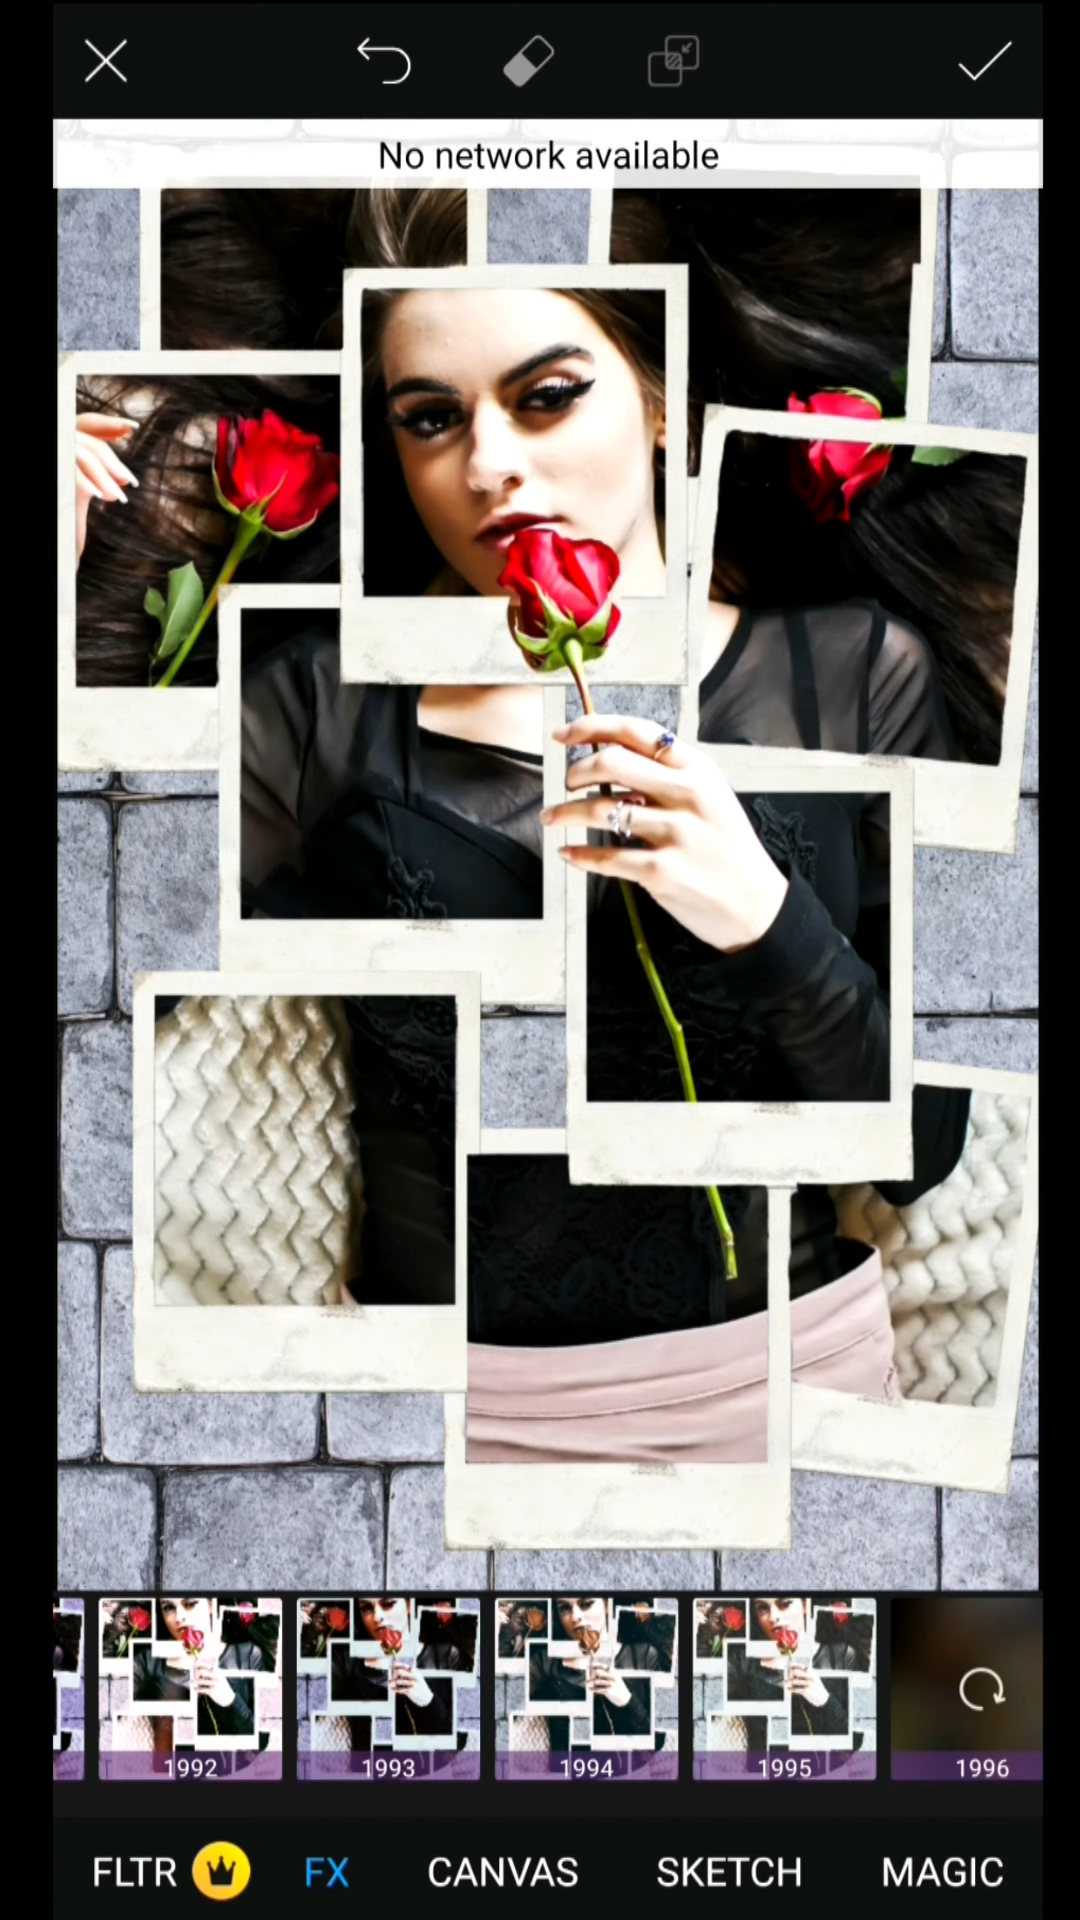 No network available
1992
1993
1994
1995
1996
FLTR FX CANVAS SKETCH MAGIC